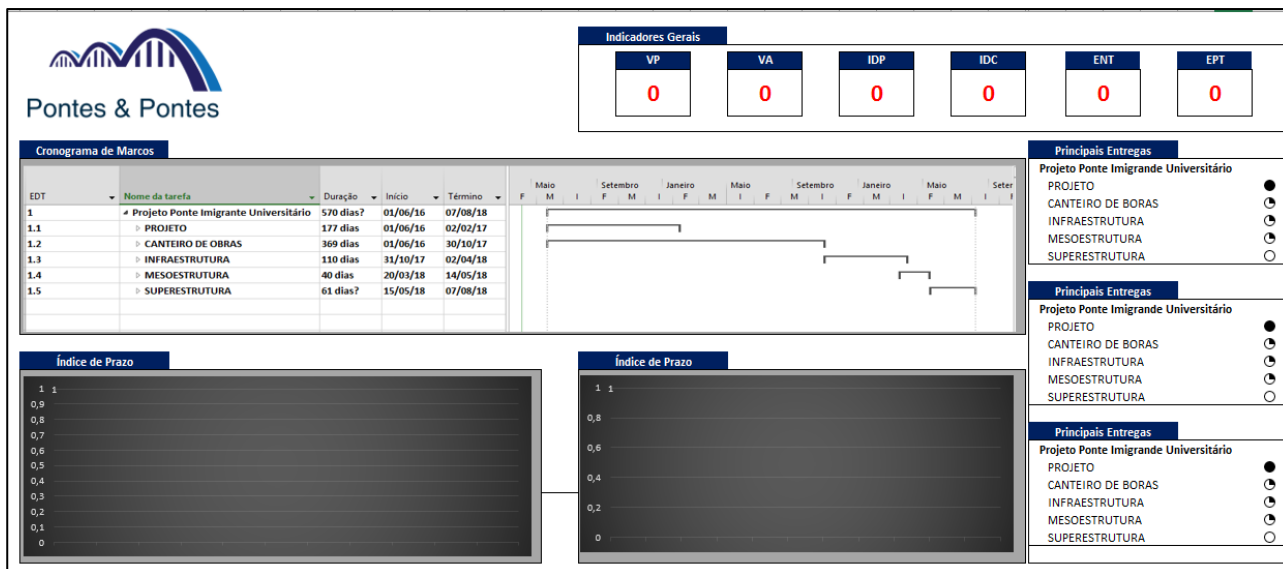 Pontes & Pontes
Indicadores Gerais
VP VA IDP IDC ENT EPT
0 0 0 0 0 0
Cronograma de Marcos
EDT Nome da tarefa Duração Início Término
Maio Setembro Janeiro Maio Setembro Janeiro Maio Seter
F M I F M I F M I F M I F M I F M I
1 Projeto Ponte Imigrante Universitário 570 dias? 01/06/16 07/08/18
1.1 PROJETO 177 dias 01/06/16 02/02/17
1.2 CANTEIRO DE OBRAS 369 dias 01/06/16 30/10/17
1.3 INFRAESTRUTURA 110 dias 31/10/17 02/04/18
1.4 MESOESTRUTURA 40 dias 20/03/18 14/05/18
1.5 SUPERESTRUTURA 61 dias? 15/05/18 07/08/18
Principais Entregas
Projeto Ponte Imigrande Universitário
PROJETO
CANTEIRO DE BORAS
INFRAESTRUTURA
MESOESTRUTURA
SUPERESTRUTURA
Principais Entregas
Projeto Ponte Imigrande Universitário
PROJETO
CANTEIRO DE BORAS
INFRAESTRUTURA
MESOESTRUTURA
SUPERESTRUTURA
Principais Entregas
Projeto Ponte Imigrande Universitário
PROJETO
CANTEIRO DE BORAS
INFRAESTRUTURA
MESOESTRUTURA
SUPERESTRUTURA
Índice de Prazo
1 1
0,9
0,8
0,7
0,6
0,5
0,4
0,3
0,2
0,1
0
Índice de Prazo
1 1
0,8
0,6
0,4
0,2
0